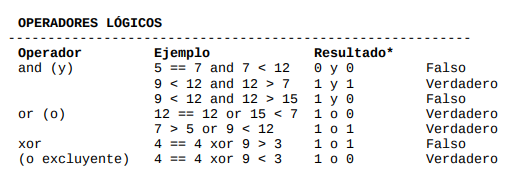 OPERADORES LÓGICOS
---------------------------------------------------------
Operador Ejemplo Resultado*
and (y) 5 == 7 and 7 < 12 0 y 0 Falso
9 < 12 and 12 > 7 1 y 1 Verdadero
9 < 12 and 12 > 15 1 y 0 Falso
or (o) 12 == 12 or 15 < 7 1 o 0 Verdadero
7 > 5 or 9 < 12 1 o 1 Verdadero
xor 4 == 4 xor 9 > 3 1 o 1 Falso
(o excluyente) 4 == 4 xor 9 < 3 1 o 0 Verdadero